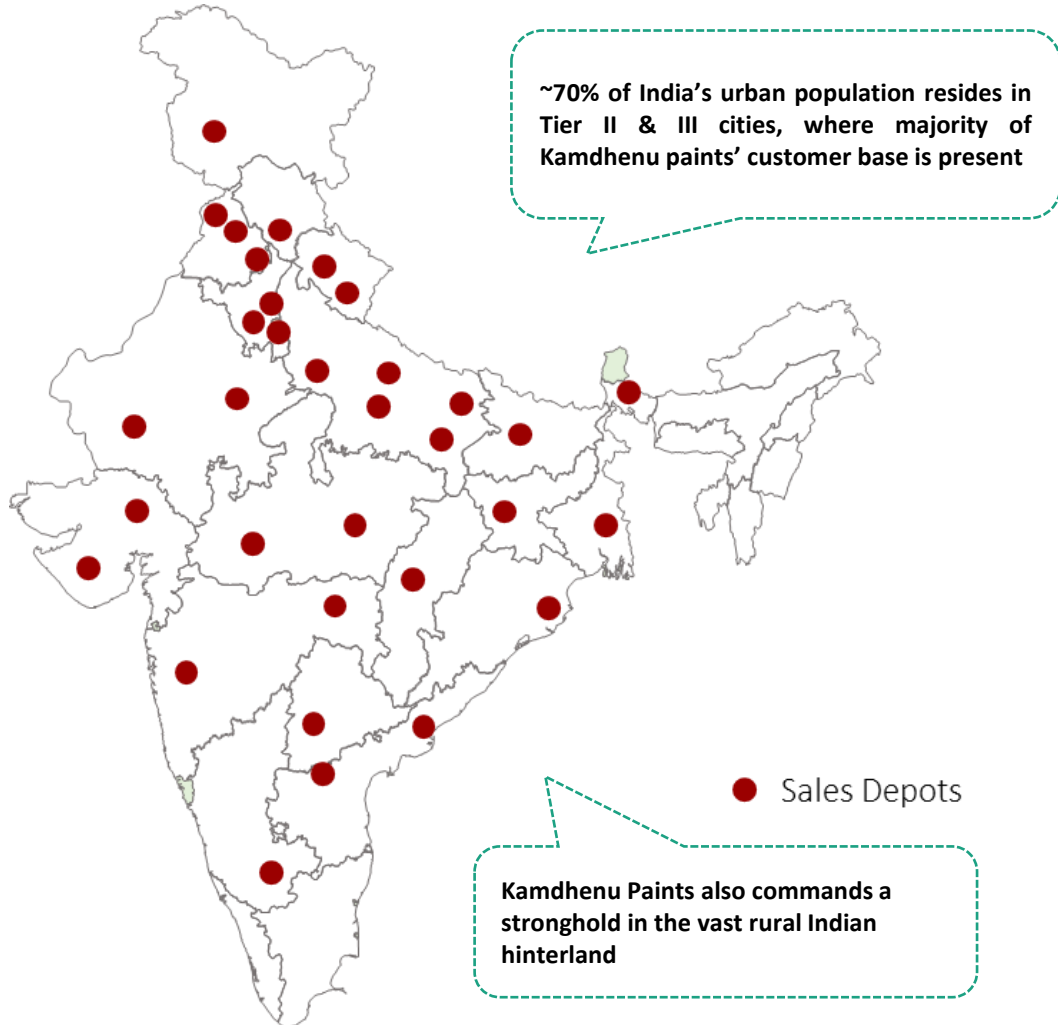 ~70% of India’s urban population resides in
Tier II & III cities, where majority of
Kamdhenu paints’ customer base is present
Sales Depots
Kamdhenu Paints also commands a
stronghold in the vast rural Indian
hinterland